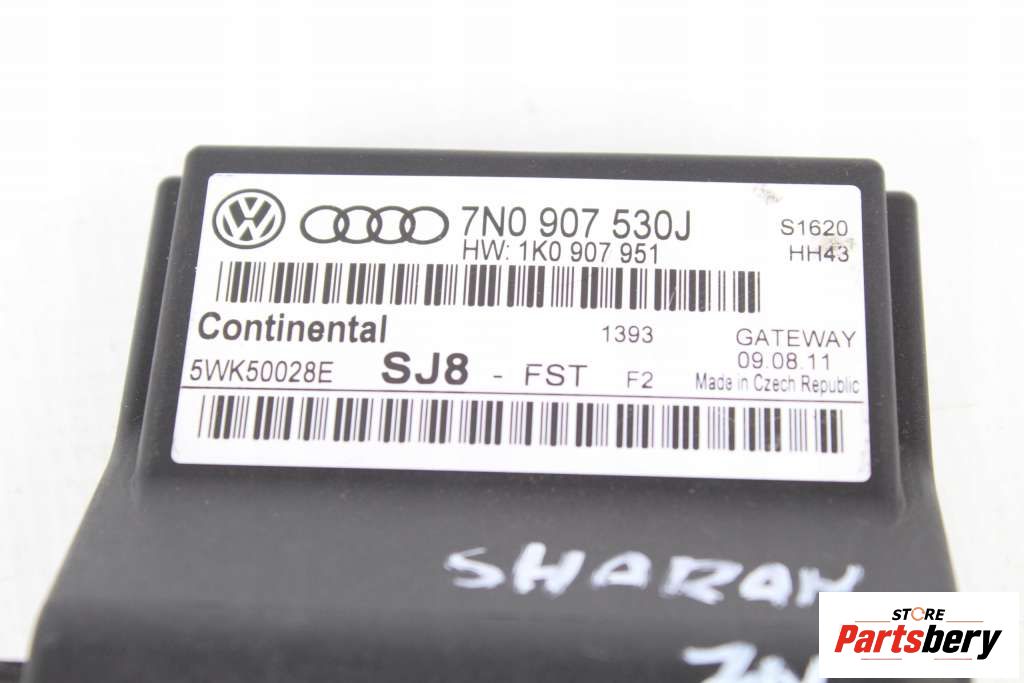 7N0 907 530J S1620
HW: 1K0 907 951 HH43
Continental 1393 GATEWAY
09.08.11
5WK50028E SJ8 - FST F2 Made in Czech Republic
SHARAN
STORE
Partsbery